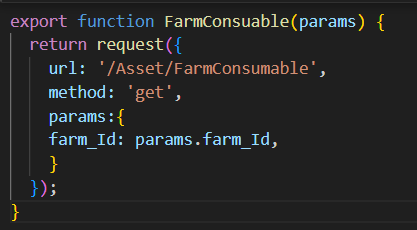 export function FarmConsuable(params) {
return request({
url: '/Asset/FarmConsumable',
method: 'get',
params:{
farm_Id: params.farm_Id,
}
});
}